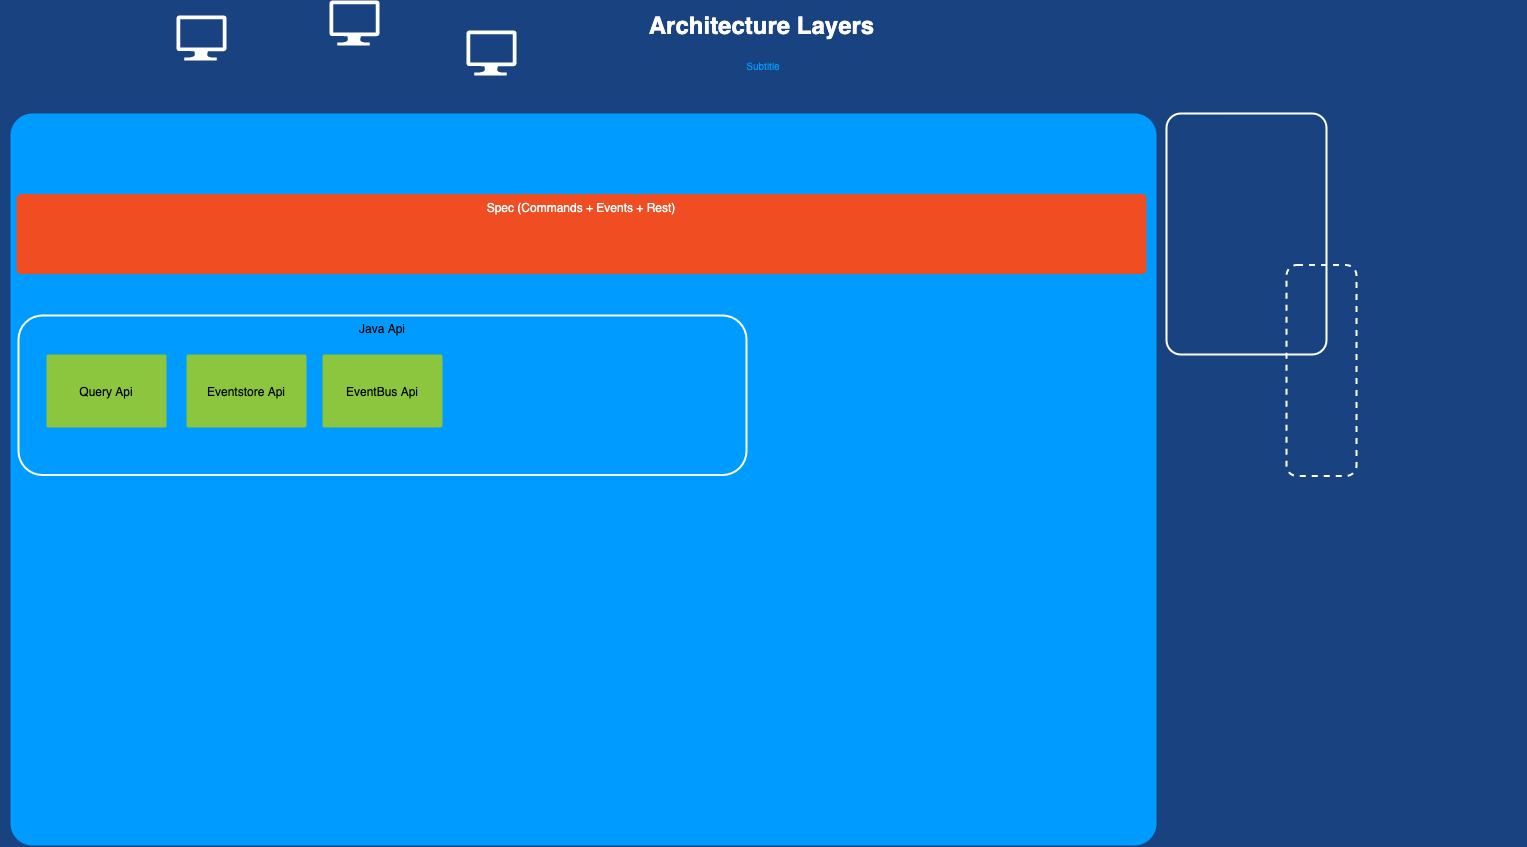 Architecture Layers
Subtitle
Spec (Commands + Events + Rest)
Java Api
Query Api
Eventstore Api
EventBus Api